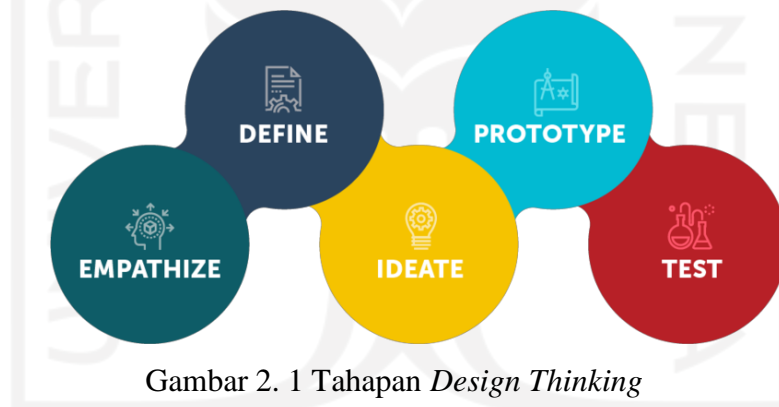 EMPATHIZE
DEFINE
IDEATE
PROTOTYPE
TEST
Gambar 2. 1 Tahapan Design Thinking